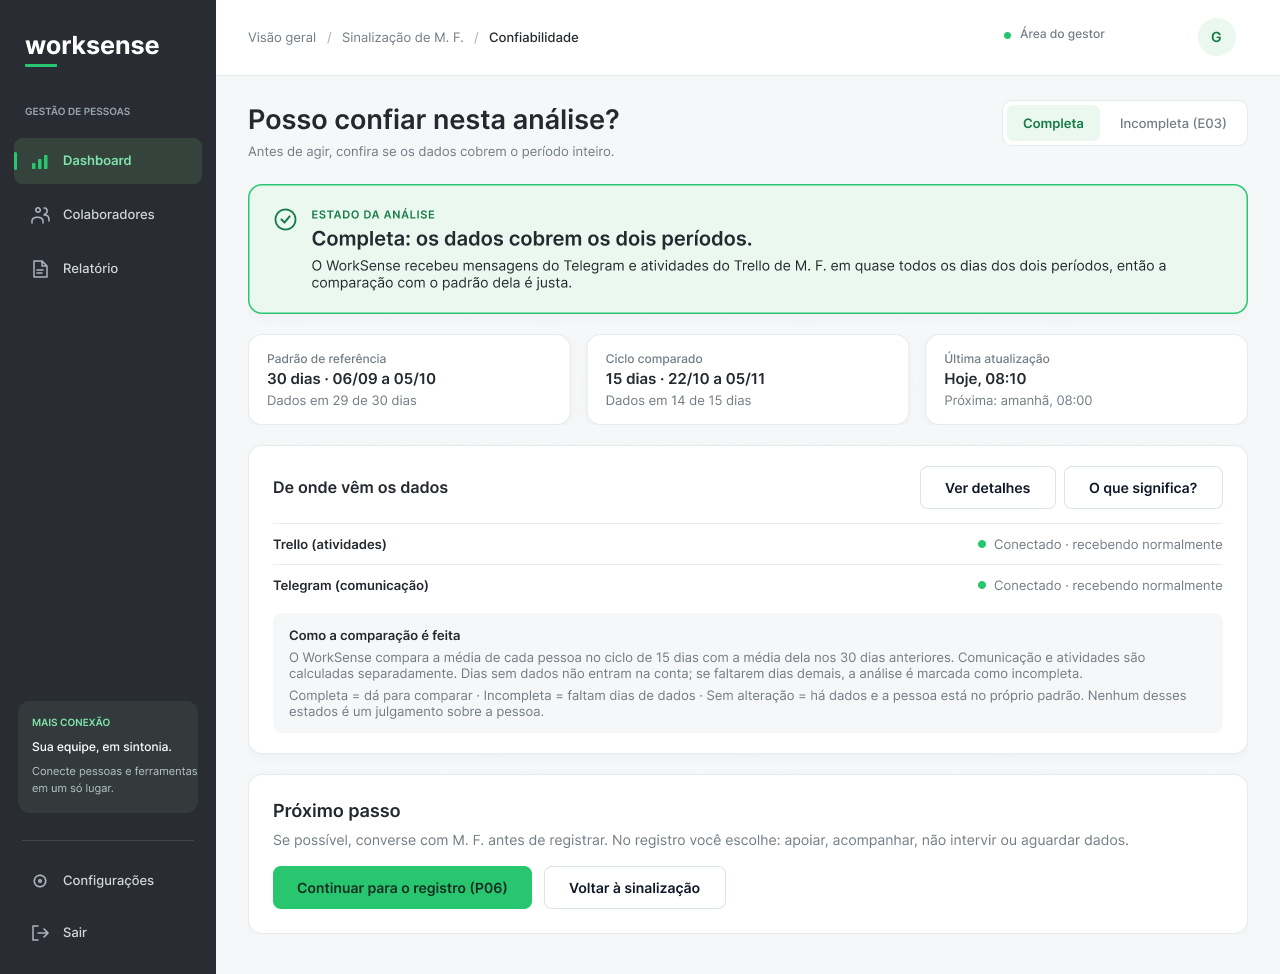 worksense
GESTÃO DE PESSOAS
Dashboard
Colaboradores
Relatório
MAIS CONEXÃO
Sua equipe, em sintonia.
Conecte pessoas e ferramentas
em um só lugar.
Configurações
Sair
Visão geral / Sinalização de M. F. / Confiabilidade
Área do gestor
G
Posso confiar nesta análise?
Antes de agir, confira se os dados cobrem o período inteiro.
Completa
Incompleta (E03)
ESTADO DA ANÁLISE
Completa: os dados cobrem os dois períodos.
O WorkSense recebeu mensagens do Telegram e atividades do Trello de M. F. em quase todos os dias dos dois períodos, então a
comparação com o padrão dela é justa.
Padrão de referência
30 dias · 06/09 a 05/10
Dados em 29 de 30 dias
Ciclo comparado
15 dias · 22/10 a 05/11
Dados em 14 de 15 dias
Última atualização
Hoje, 08:10
Próxima: amanhã, 08:00
De onde vêm os dados
Ver detalhes
O que significa?
Trello (atividades)
Conectado · recebendo normalmente
Telegram (comunicação)
Conectado · recebendo normalmente
Como a comparação é feita
O WorkSense compara a média de cada pessoa no ciclo de 15 dias com a média dela nos 30 dias anteriores. Comunicação e atividades são
calculadas separadamente. Dias sem dados não entram na conta; se faltarem dias demais, a análise é marcada como incompleta.
Completa = dá para comparar · Incompleta = faltam dias de dados · Sem alteração = há dados e a pessoa está no próprio padrão. Nenhum desses
estados é um julgamento sobre a pessoa.
Próximo passo
Se possível, converse com M. F. antes de registrar. No registro você escolhe: apoiar, acompanhar, não intervir ou aguardar dados.
Continuar para o registro (P06)
Voltar à sinalização